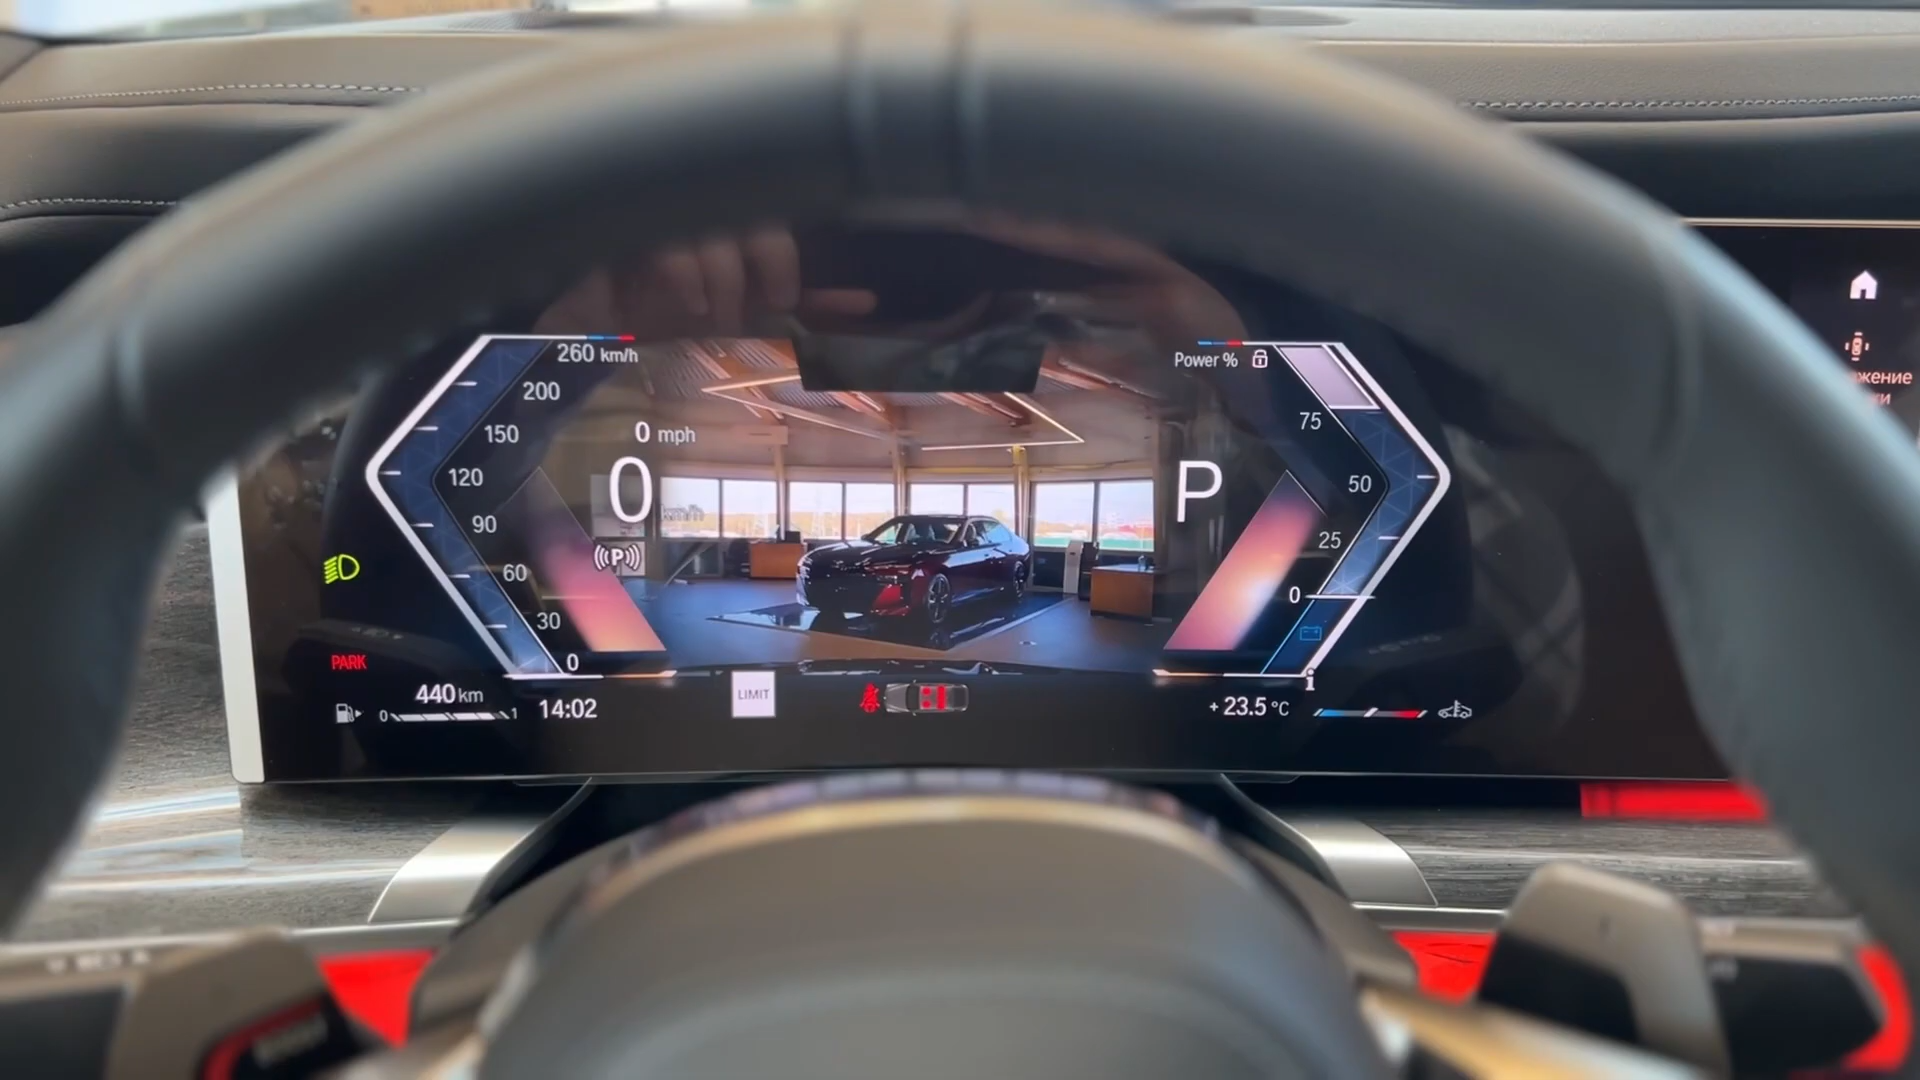 260 km/h
200
150
120
90
60
30
0
0 mph
0
km/h
(P)
Power %
75
50
25
0
P
PARK
440 km
0 1
14:02
LIMIT
+ 23.5 °C
i